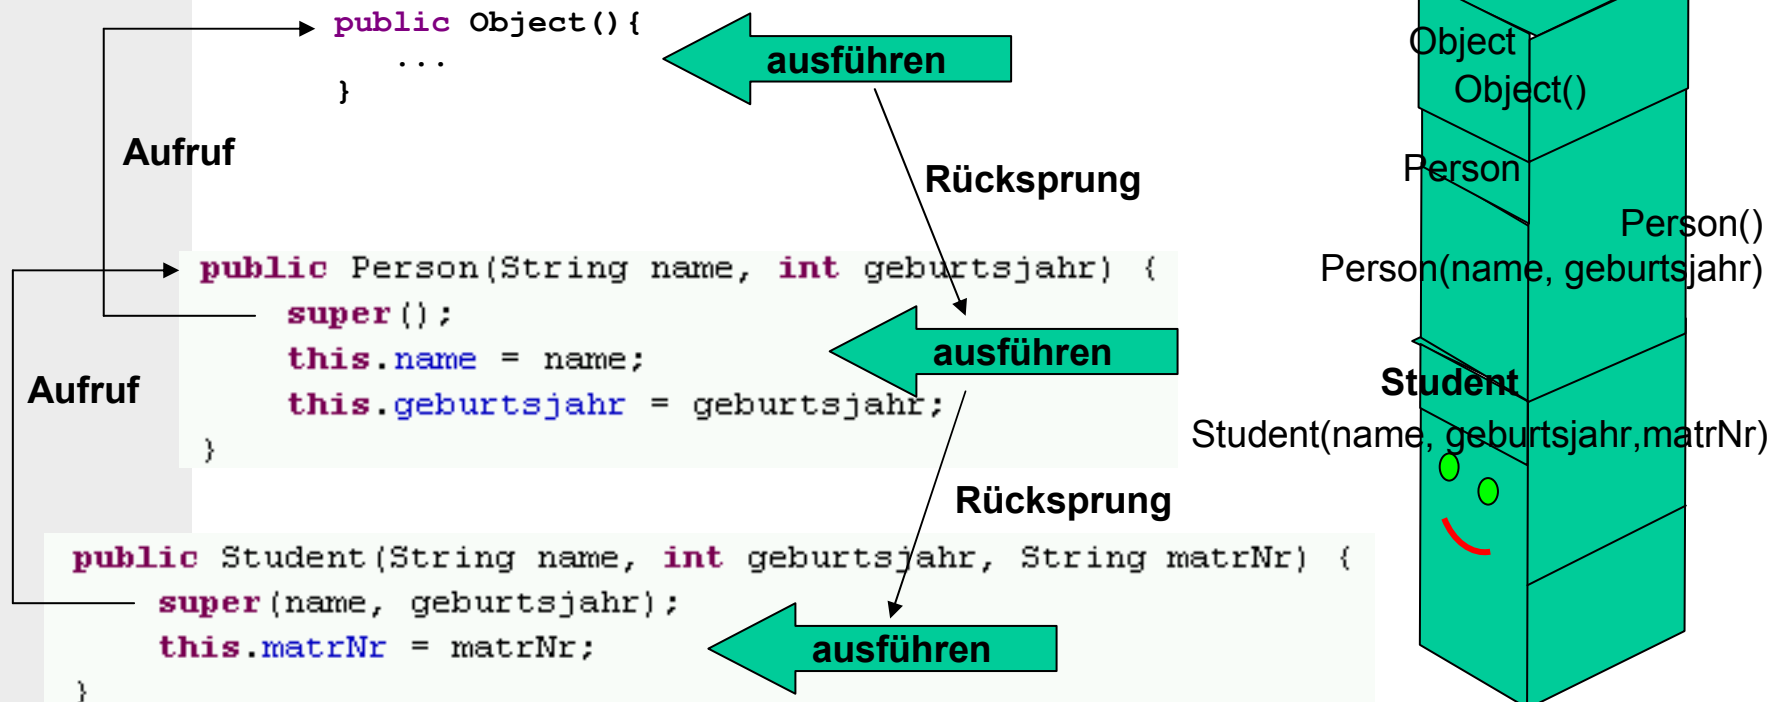 public Object(){
...
}
ausführen
Aufruf
Rücksprung
public Person(String name, int geburtsjahr) {
super();
this.name = name;
this.geburtsjahr = geburtsjahr;
}
ausführen
Aufruf
Rücksprung
public Student(String name, int geburtsjahr, String matrNr) {
super(name, geburtsjahr);
this.matrNr = matrNr;
}
ausführen
Object
Object()
Person
Person()
Person(name, geburtsjahr)
Student
Student(name, geburtsjahr,matrNr)